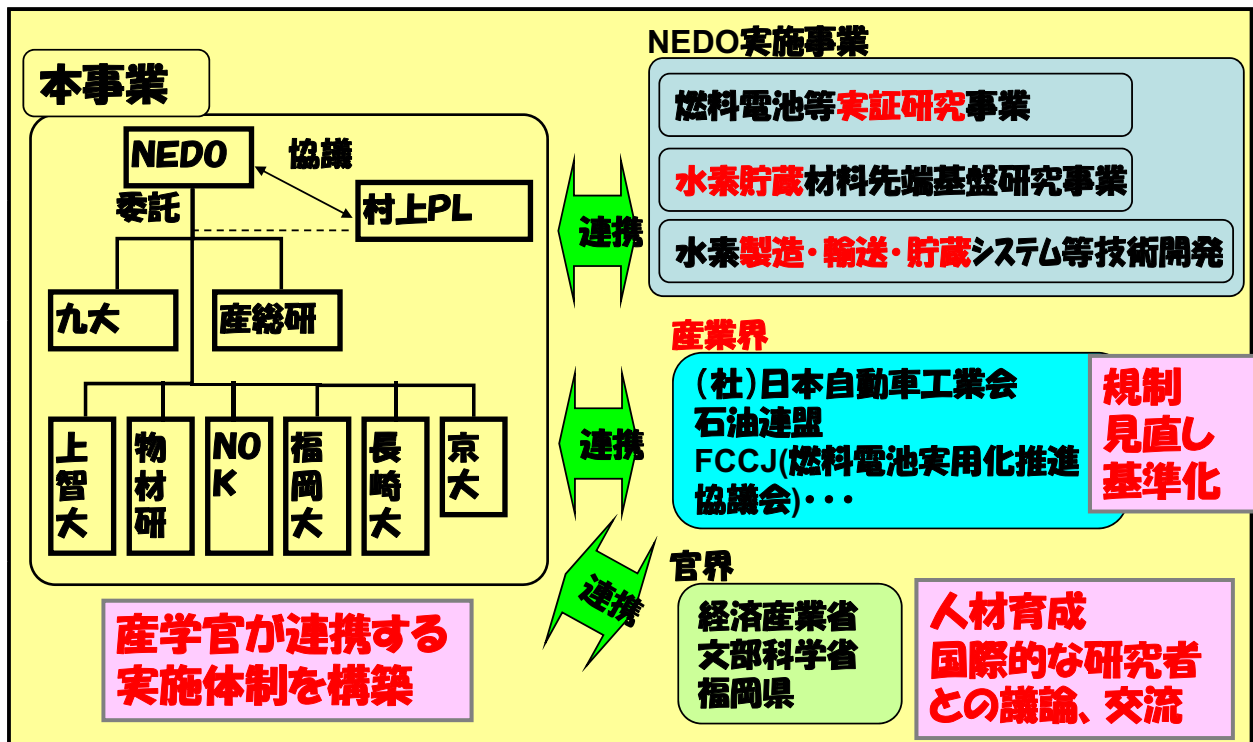 本事業
NEDO
協議
委託
村上PL
九大
産総研
上智大
物材研
NO
K
福岡大
長崎大
京大
産学官が連携する
実施体制を構築
連携
連携
連携
NEDO実施事業
燃料電池等実証研究事業
水素貯蔵材料先端基盤研究事業
水素製造・輸送・貯蔵システム等技術開発
産業界
(社)日本自動車工業会
石油連盟
FCCJ(燃料電池実用化推進
協議会)・・・
規制
見直し
基準化
官界
経済産業省
文部科学省
福岡県
人材育成
国際的な研究者
との議論、交流